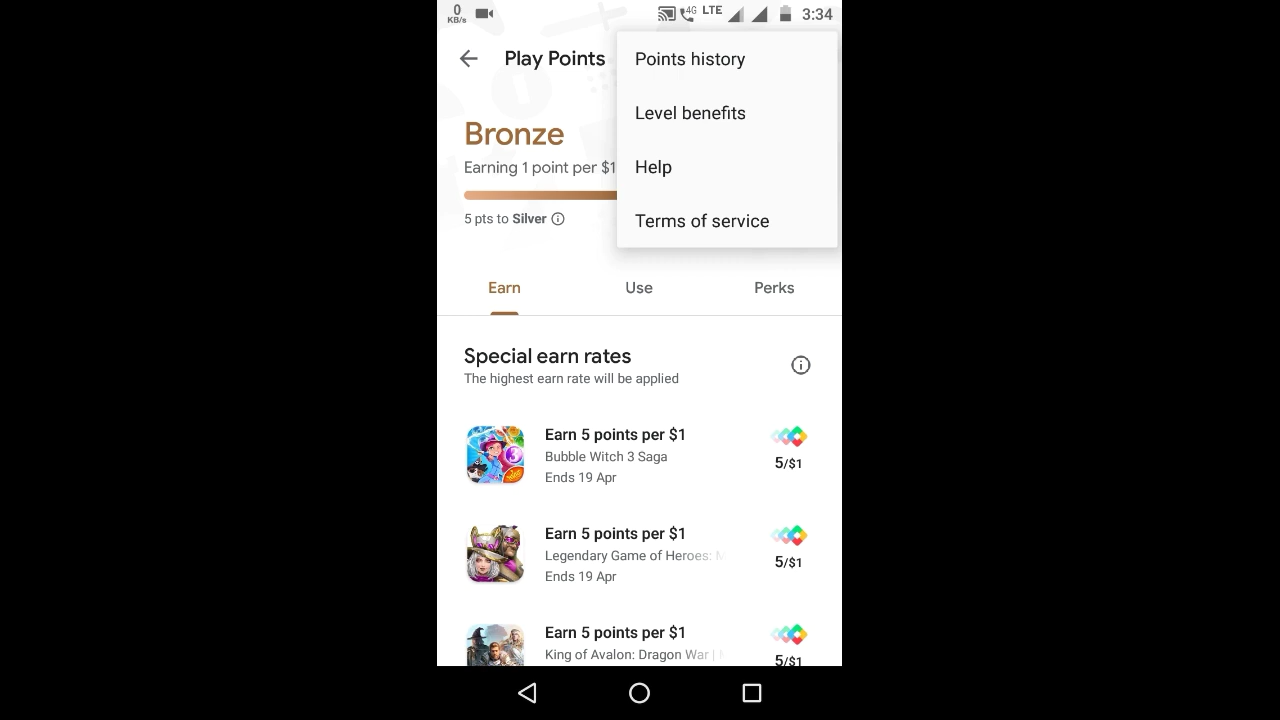 0
KB/s
4G
LTE
3:34
Play Points
Points history
Level benefits
Help
Terms of service
Bronze
Earning 1 point per $1
5 pts to Silver
Earn
Use
Perks
Special earn rates
The highest earn rate will be applied
Earn 5 points per $1
Bubble Witch 3 Saga
Ends 19 Apr
3
5/$1
Earn 5 points per $1
Legendary Game of Heroes: M
Ends 19 Apr
5/$1
Earn 5 points per $1
King of Avalon: Dragon War |
5/$1